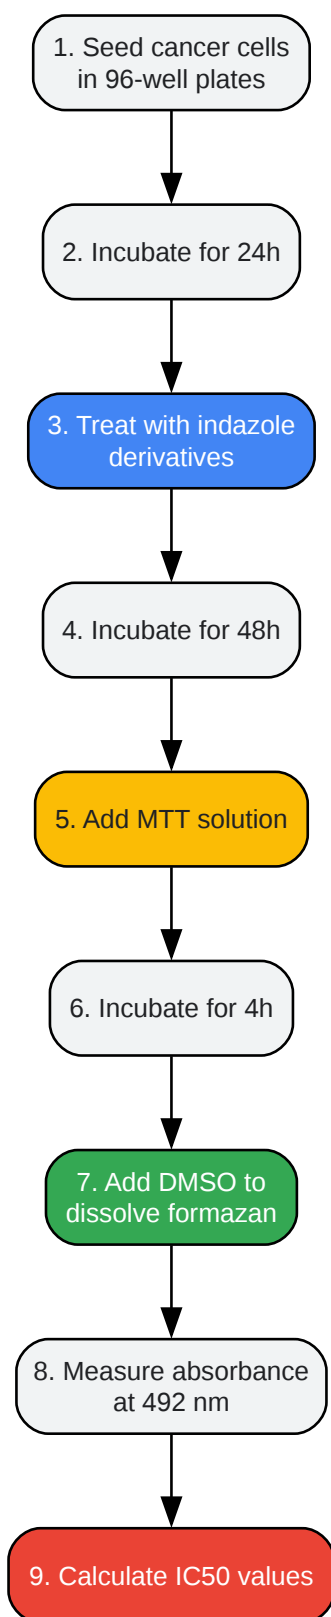 1. Seed cancer cells
in 96-well plates
2. Incubate for 24h
3. Treat with indazole
derivatives
4. Incubate for 48h
5. Add MTT solution
6. Incubate for 4h
7. Add DMSO to
dissolve formazan
8. Measure absorbance
at 492 nm
9. Calculate IC50 values